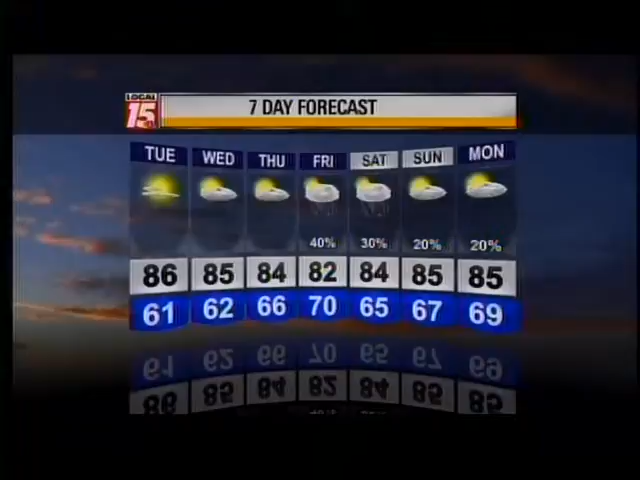 LOCAL
15
7 DAY FORECAST
TUE WED THU FRI SAT SUN MON
40% 30% 20% 20%
86 85 84 82 84 85 85
61 62 66 70 65 67 69